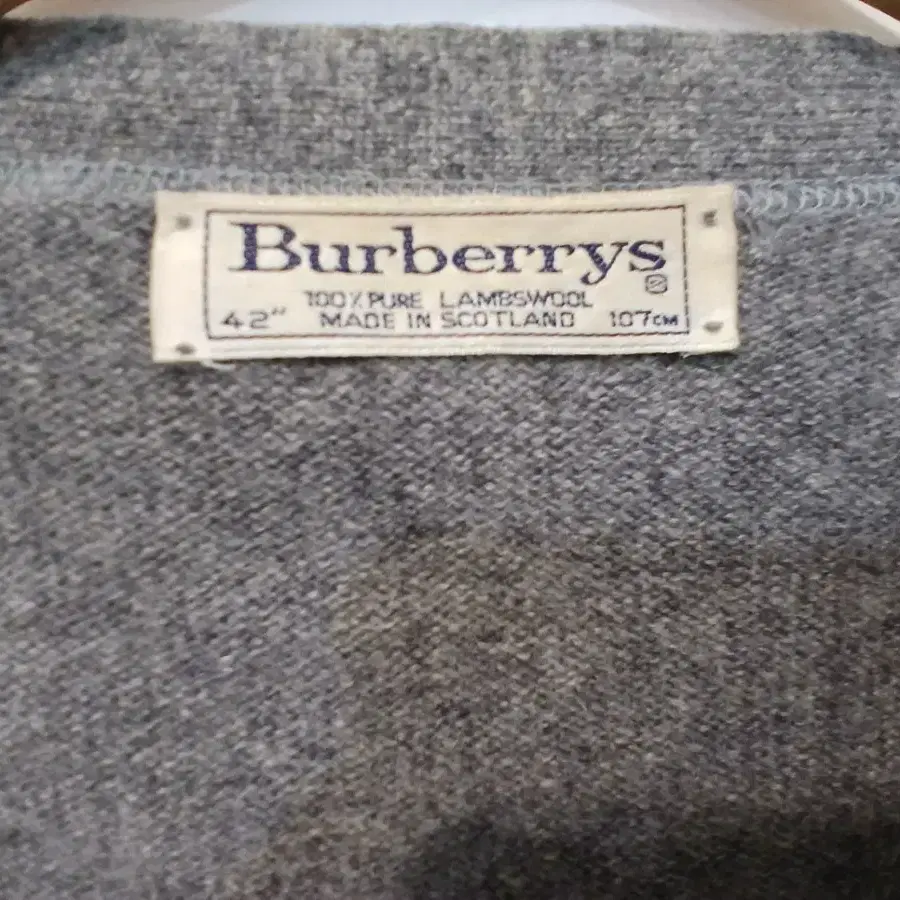 Burberrys
100% PURE LAMBSWOOL
42" MADE IN SCOTLAND 107CM